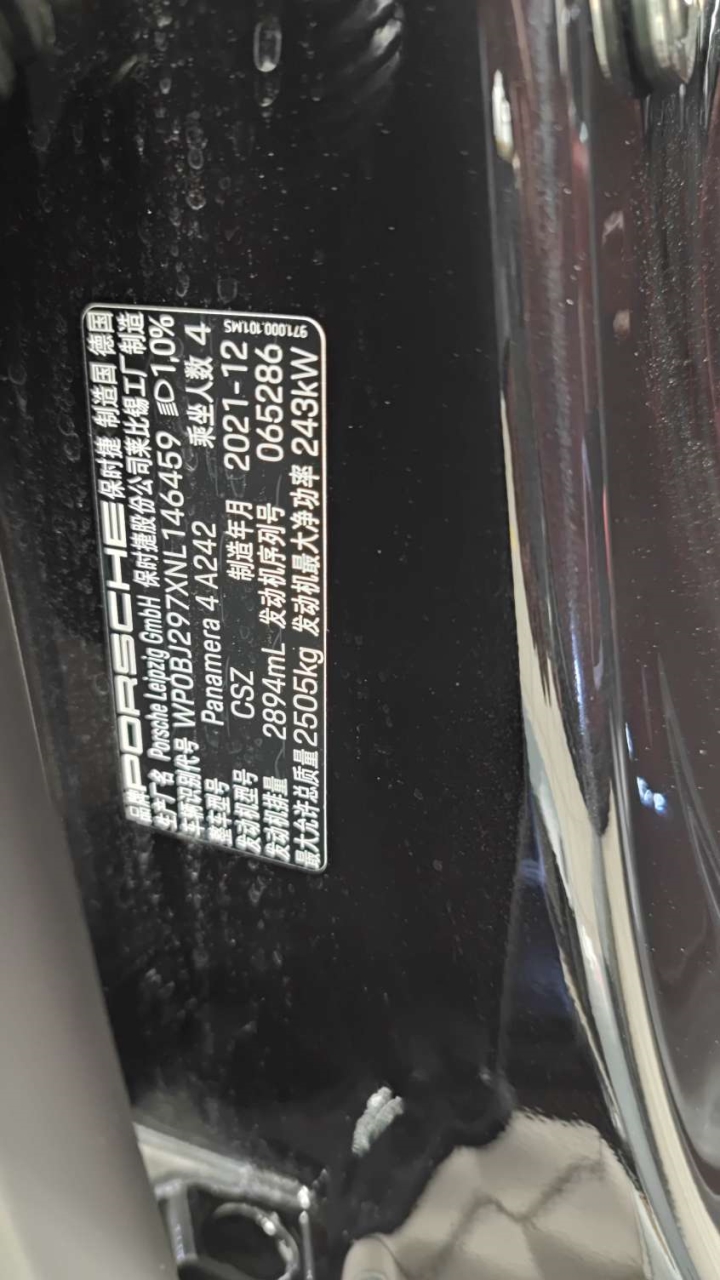 品牌 PORSCHE 保时捷 制造国 德国
生产厂名 Porsche Leipzig GmbH 保时捷股份公司莱比锡工厂制造
车辆识别代号 WP0BJ297XNL146459 1,0%
整车型号 Panamera 4 A242 乘坐人数 4
发动机型号 CSZ 制造年月 2021-12
发动机排量 2894mL 发动机序列号 065286
最大允许总质量 2505kg 发动机最大净功率 243kW
971.000.101.MS